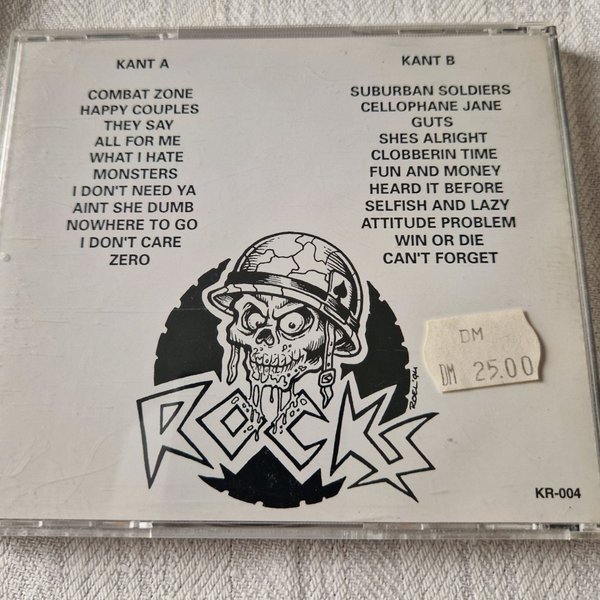 KANT A
COMBAT ZONE
HAPPY COUPLES
THEY SAY
ALL FOR ME
WHAT I HATE
MONSTERS
I DON'T NEED YA
AINT SHE DUMB
NOWHERE TO GO
I DON'T CARE
ZERO
KANT B
SUBURBAN SOLDIERS
CELLOPHANE JANE
GUTS
SHES ALRIGHT
CLOBBERIN TIME
FUN AND MONEY
HEARD IT BEFORE
SELFISH AND LAZY
ATTITUDE PROBLEM
WIN OR DIE
CAN'T FORGET
DM
DM 25.00
ROEL '94
ROCKS
KR-004